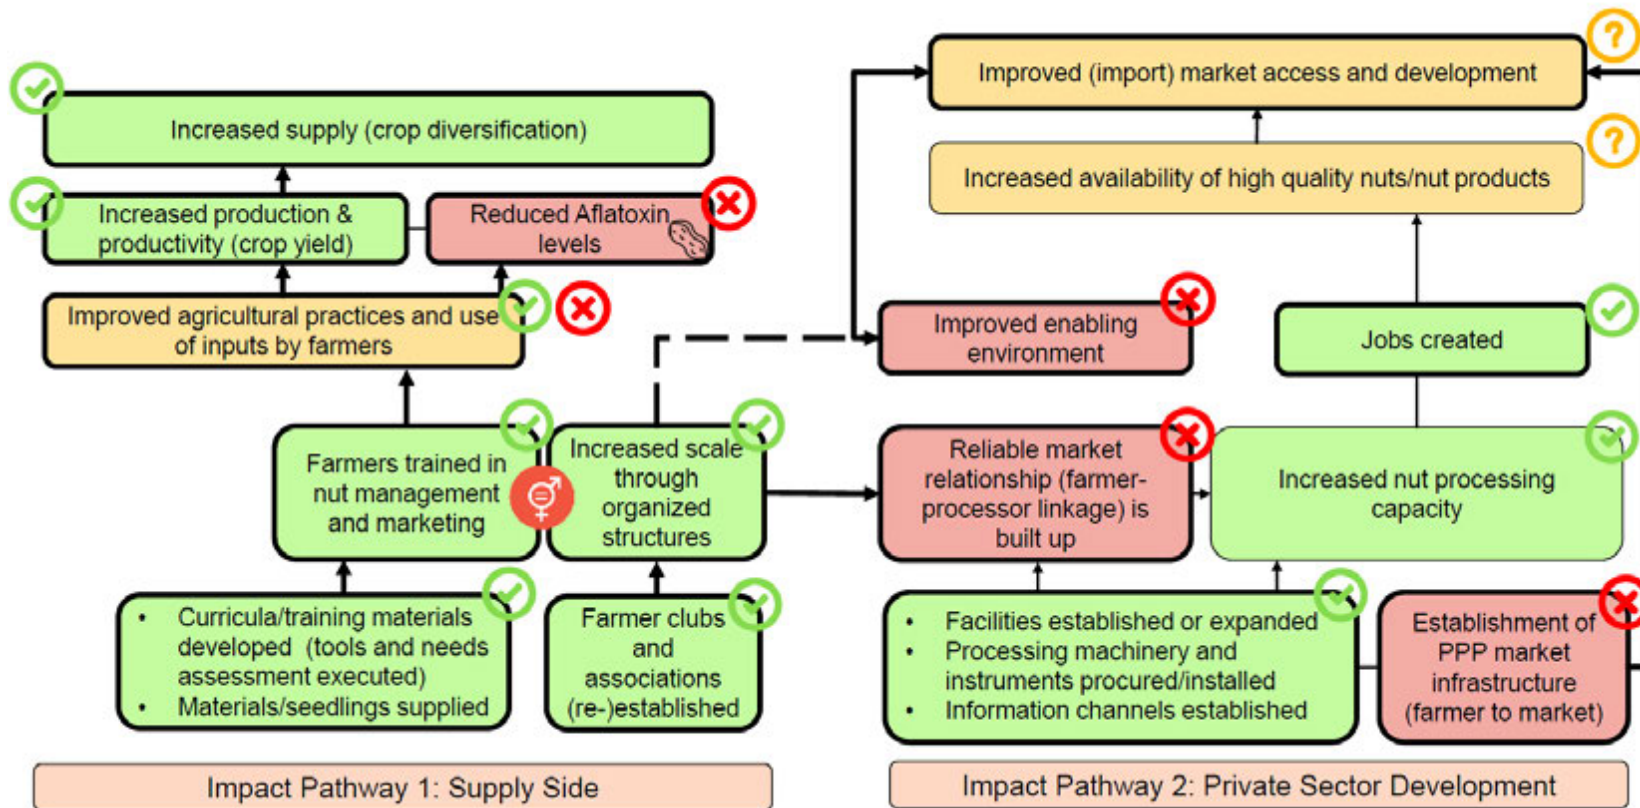 Increased supply (crop diversification)
Increased production &
productivity (crop yield)
Reduced Aflatoxin
levels
Improved agricultural practices and use
of inputs by farmers
Farmers trained in
nut management
and marketing
Increased scale
through
organized
structures
• Curricula/training materials
developed (tools and needs
assessment executed)
• Materials/seedlings supplied
Farmer clubs
and
associations
(re-)established
Impact Pathway 1: Supply Side
Improved (import) market access and development
Increased availability of high quality nuts/nut products
Improved enabling
environment
Jobs created
Reliable market
relationship (farmer-
processor linkage) is
built up
Increased nut processing
capacity
• Facilities established or expanded
• Processing machinery and
instruments procured/installed
• Information channels established
Establishment of
PPP market
infrastructure
(farmer to market)
Impact Pathway 2: Private Sector Development